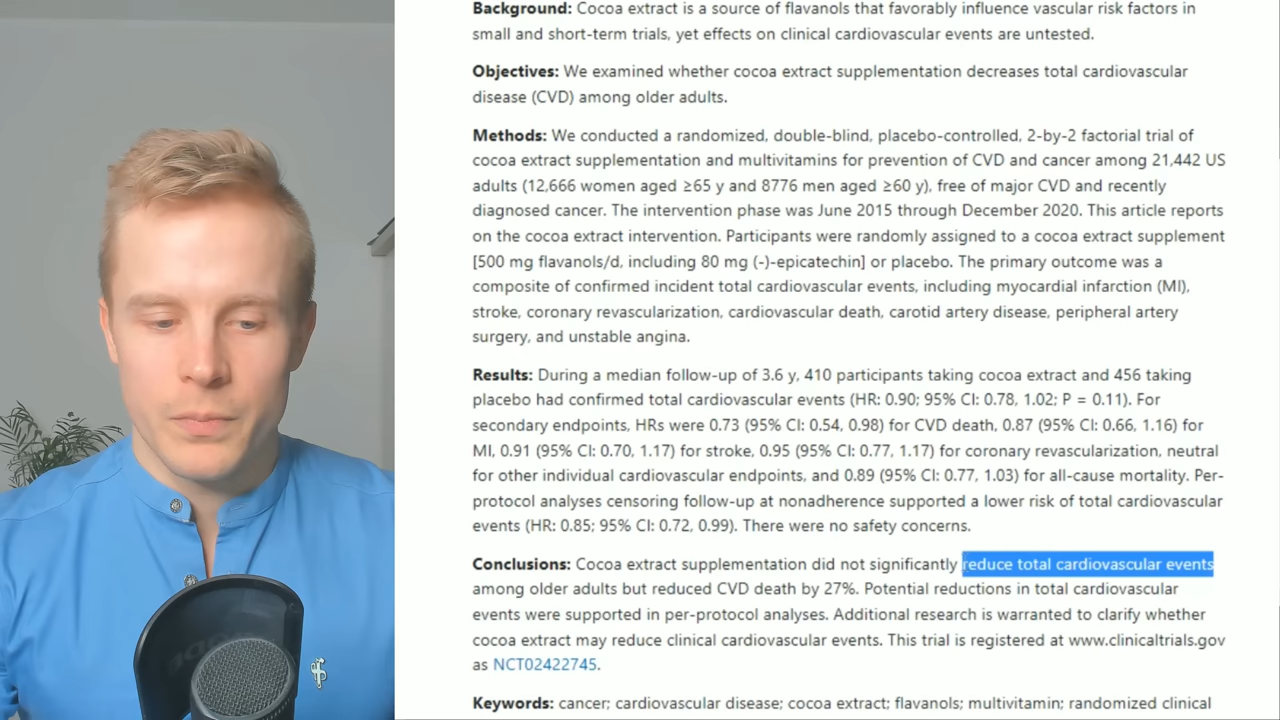 Background: Cocoa extract is a source of flavanols that favorably influence vascular risk factors in
small and short-term trials, yet effects on clinical cardiovascular events are untested.
Objectives: We examined whether cocoa extract supplementation decreases total cardiovascular
disease (CVD) among older adults.
Methods: We conducted a randomized, double-blind, placebo-controlled, 2-by-2 factorial trial of
cocoa extract supplementation and multivitamins for prevention of CVD and cancer among 21,442 US
adults (12,666 women aged ≥65 y and 8776 men aged ≥60 y), free of major CVD and recently
diagnosed cancer. The intervention phase was June 2015 through December 2020. This article reports
on the cocoa extract intervention. Participants were randomly assigned to a cocoa extract supplement
[500 mg flavanols/d, including 80 mg (-)-epicatechin] or placebo. The primary outcome was a
composite of confirmed incident total cardiovascular events, including myocardial infarction (MI),
stroke, coronary revascularization, cardiovascular death, carotid artery disease, peripheral artery
surgery, and unstable angina.
Results: During a median follow-up of 3.6 y, 410 participants taking cocoa extract and 456 taking
placebo had confirmed total cardiovascular events (HR: 0.90; 95% CI: 0.78, 1.02; P = 0.11). For
secondary endpoints, HRs were 0.73 (95% CI: 0.54, 0.98) for CVD death, 0.87 (95% CI: 0.66, 1.16) for
MI, 0.91 (95% CI: 0.70, 1.17) for stroke, 0.95 (95% CI: 0.77, 1.17) for coronary revascularization, neutral
for other individual cardiovascular endpoints, and 0.89 (95% CI: 0.77, 1.03) for all-cause mortality. Per-
protocol analyses censoring follow-up at nonadherence supported a lower risk of total cardiovascular
events (HR: 0.85; 95% CI: 0.72, 0.99). There were no safety concerns.
Conclusions: Cocoa extract supplementation did not significantly reduce total cardiovascular events
among older adults but reduced CVD death by 27%. Potential reductions in total cardiovascular
events were supported in per-protocol analyses. Additional research is warranted to clarify whether
cocoa extract may reduce clinical cardiovascular events. This trial is registered at www.clinicaltrials.gov
as NCT02422745.
Keywords: cancer; cardiovascular disease; cocoa extract; flavanols; multivitamin; randomized clinical